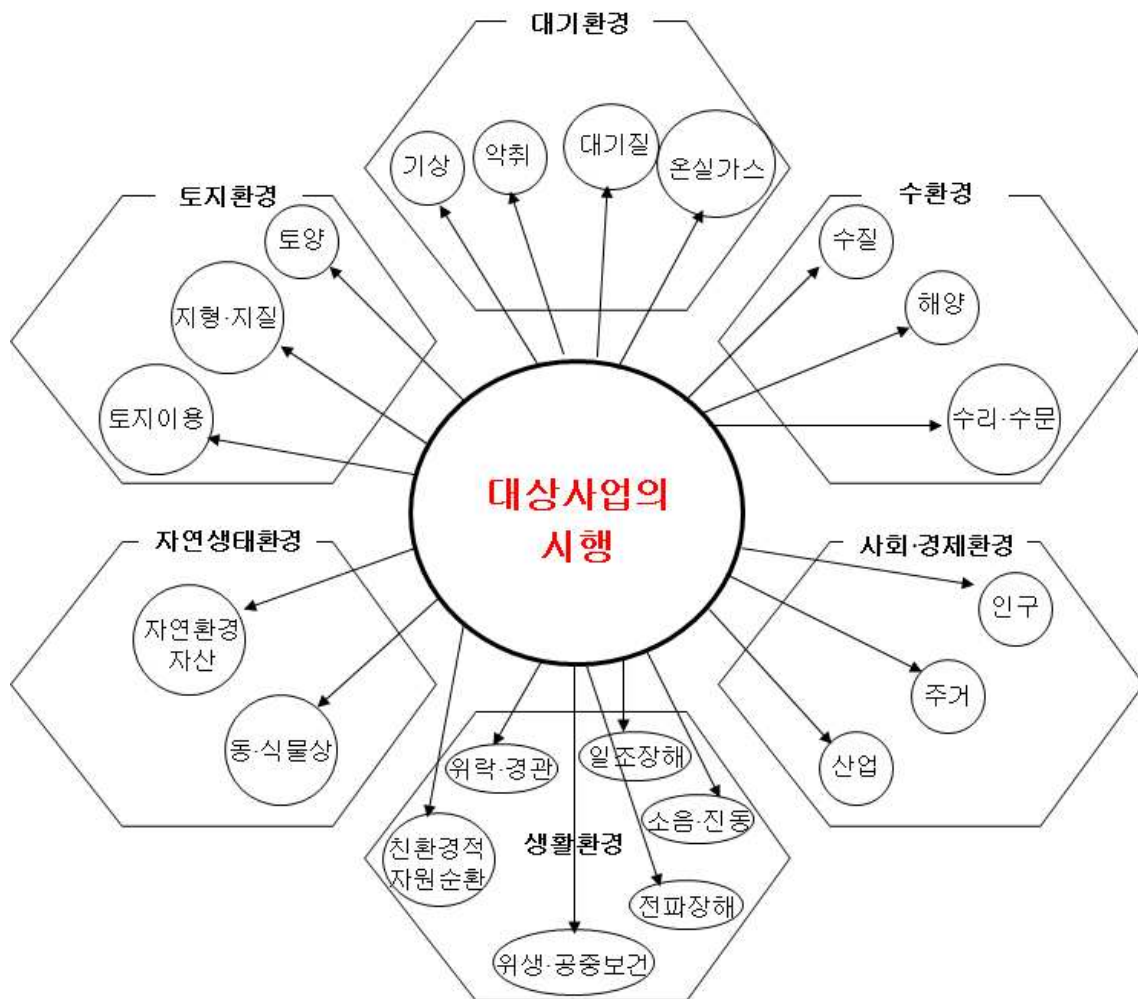 대기환경
기상
악취
대기질
온실가스
토지환경
토양
지형·지질
토지이용
수환경
수질
해양
수리·수문
대상사업의
시행
자연생태환경
자연환경
자산
동·식물상
사회·경제환경
인구
주거
산업
위락·경관
일조장해
소음·진동
생활환경
친환경적
자원순환
전파장해
위생·공중보건